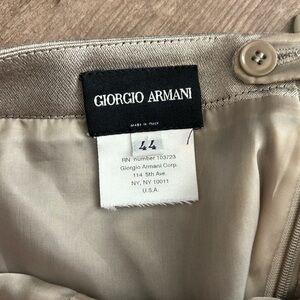 GIORGIO ARMANI
MADE IN ITALY
44
RN number 103723
Giorgio Armani Corp.
114 5th Ave.
NY, NY 10011
U.S.A.